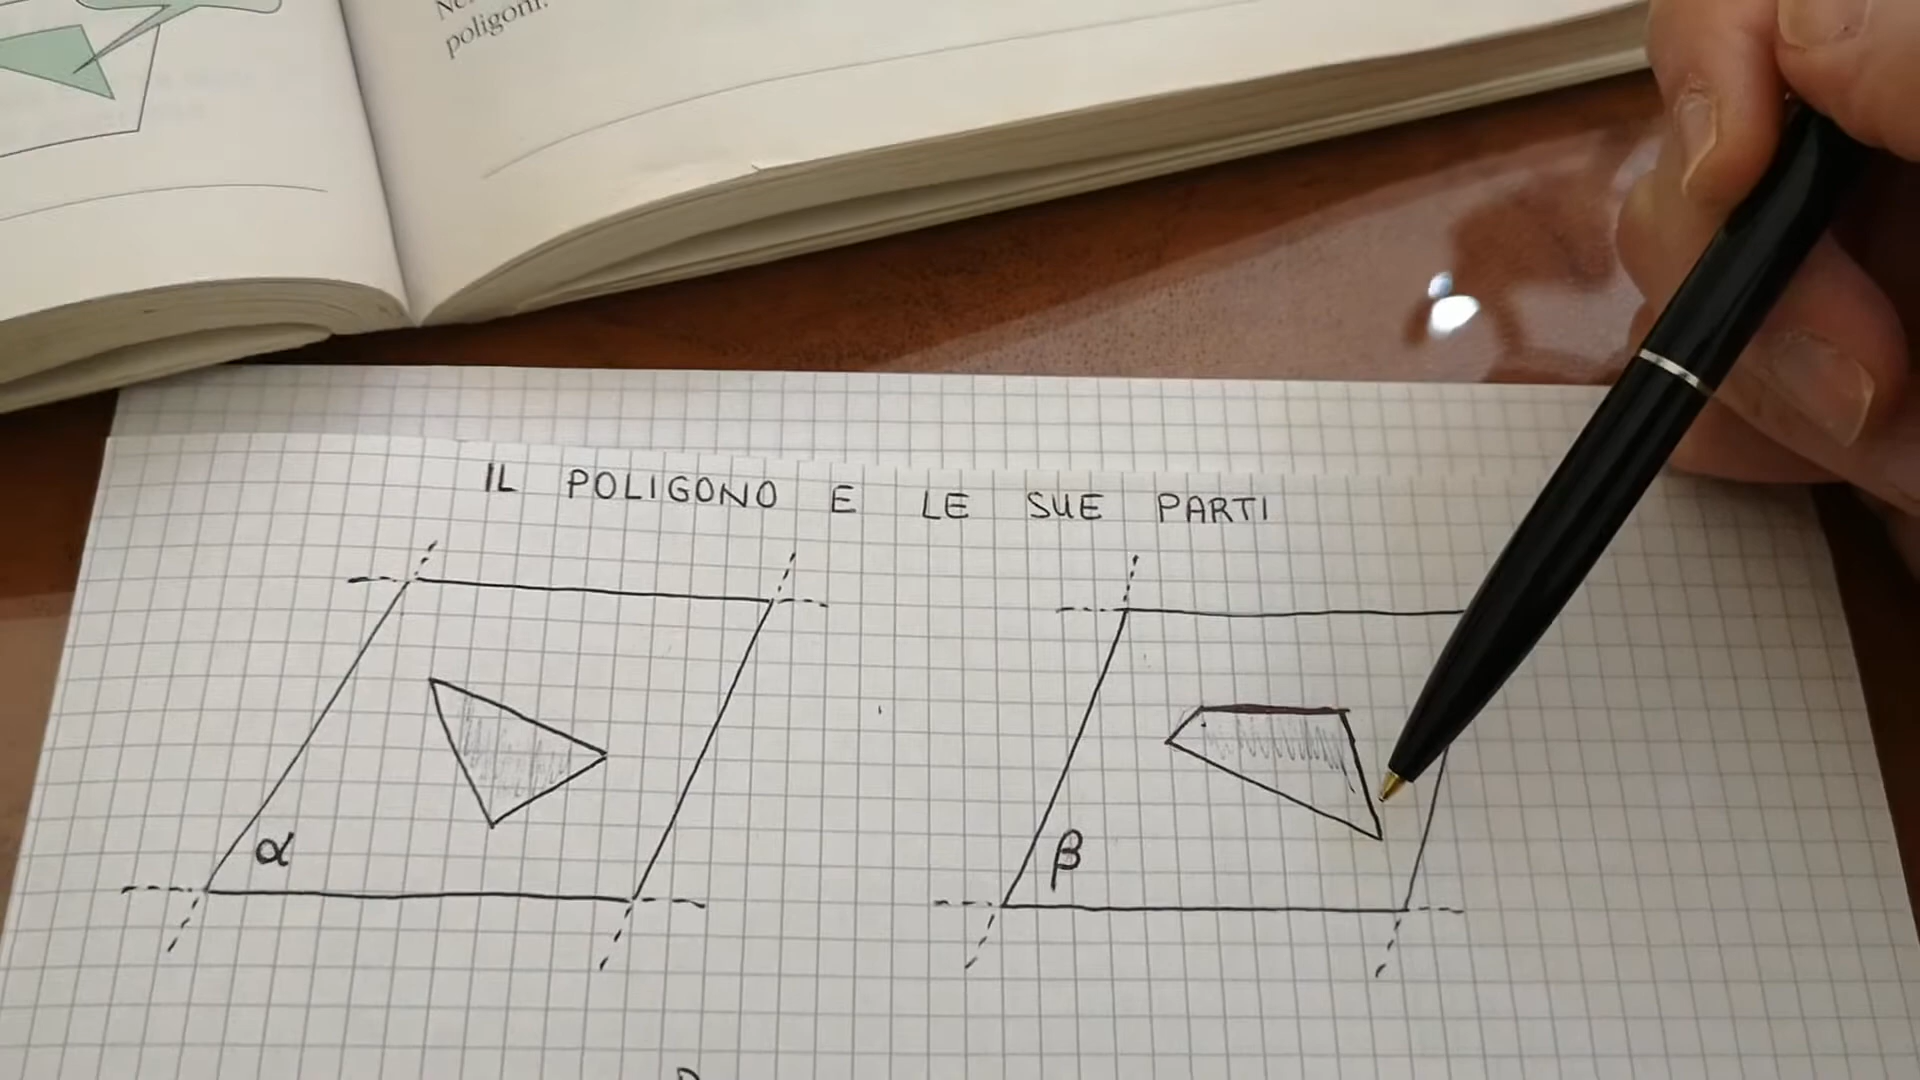 poligoni.
IL POLIGONO E LE SUE PARTI
α
β